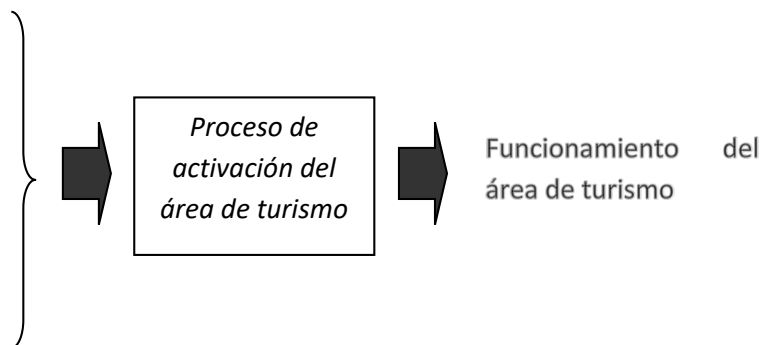 Proceso de
activación del
área de turismo
Funcionamiento del
área de turismo